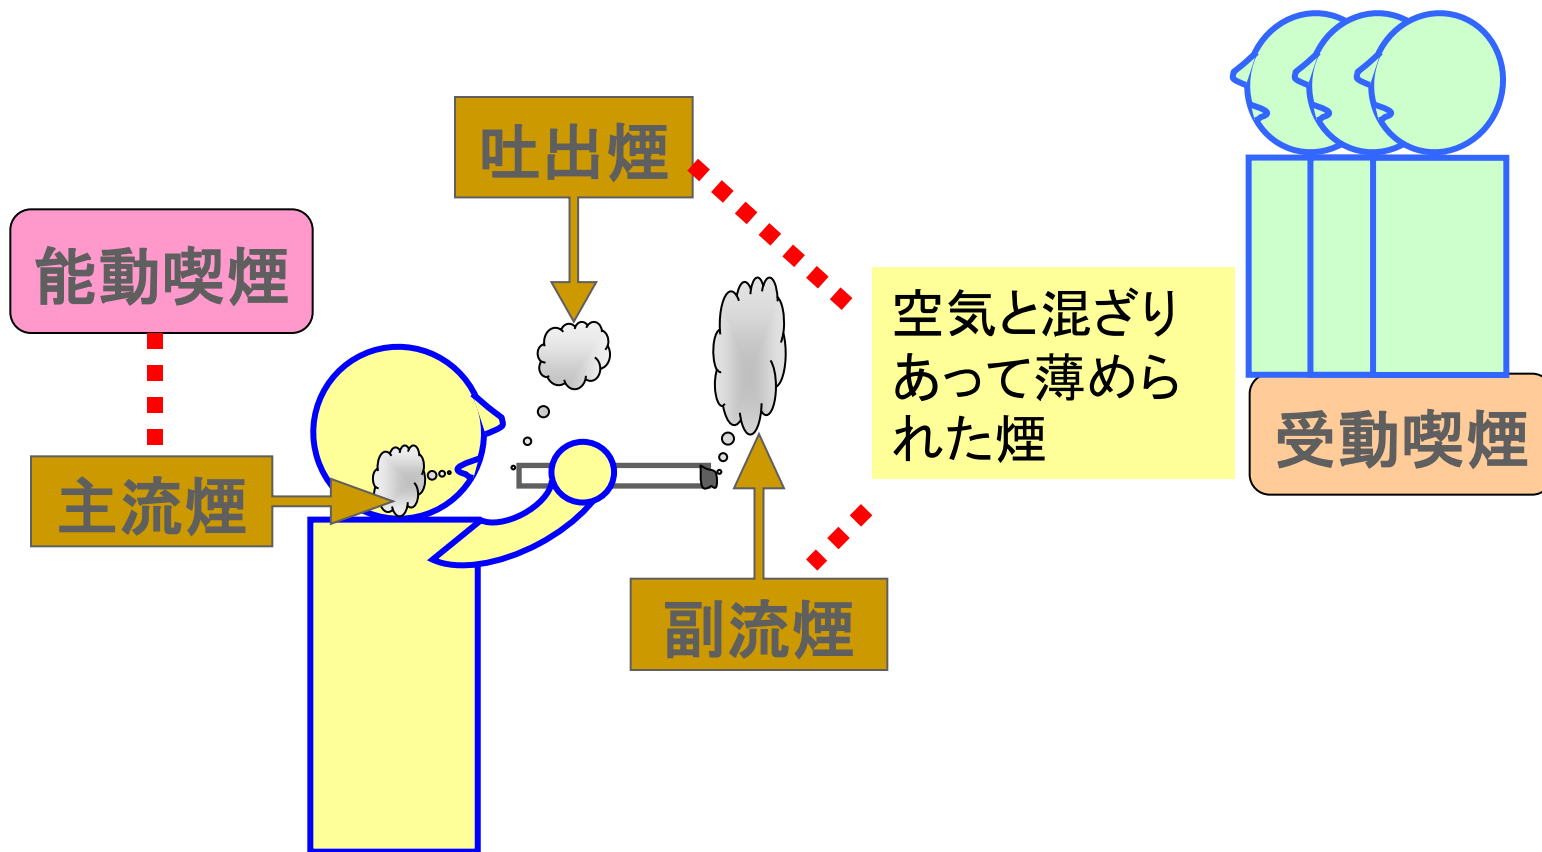 吐出煙
能動喫煙
空気と混ざり
あって薄めら
れた煙
受動喫煙
主流煙
副流煙